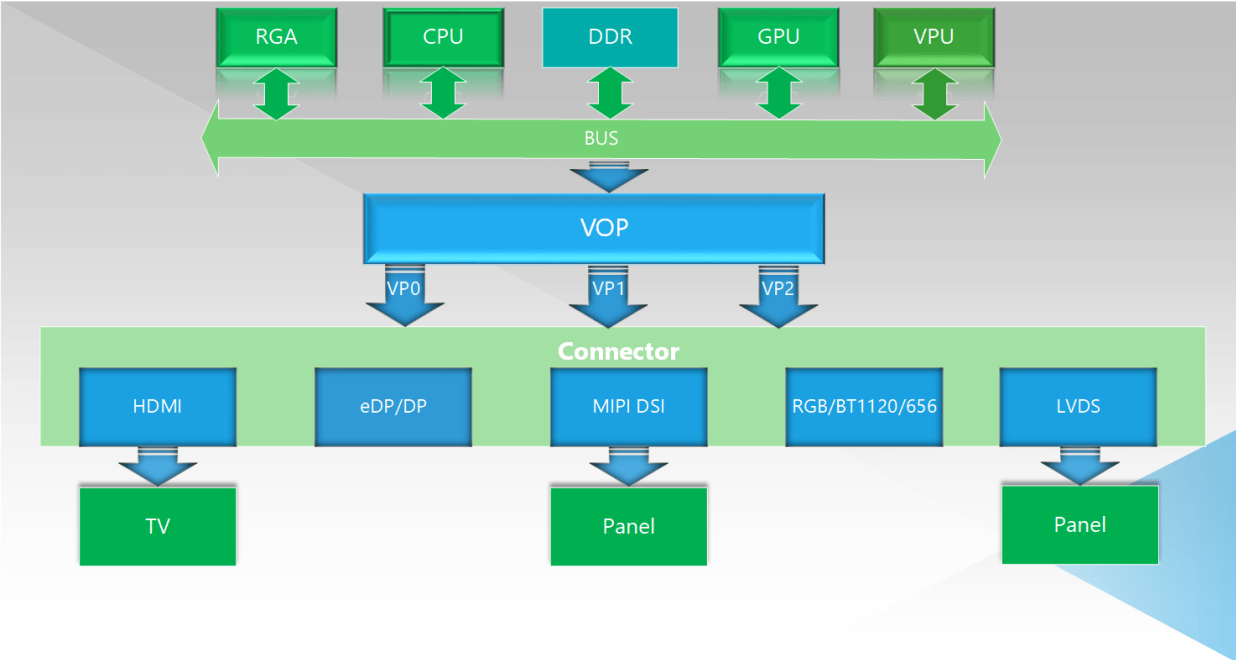 RGA
CPU
DDR
GPU
VPU
BUS
VOP
VP0
VP1
VP2
Connector
HDMI
eDP/DP
MIPI DSI
RGB/BT1120/656
LVDS
TV
Panel
Panel